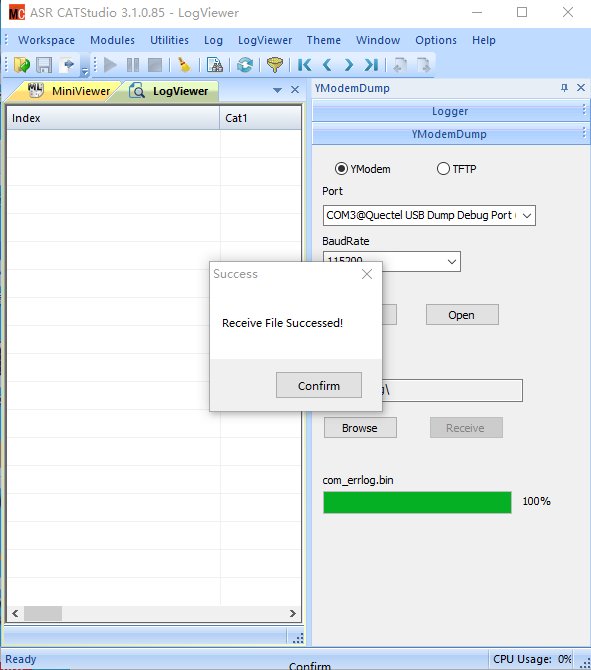 ASR CATStudio 3.1.0.85 - LogViewer
Workspace Modules Utilities Log LogViewer Theme Window Options Help
MiniViewer LogViewer
Index Cat1
YModemDump
Logger
YModemDump
YModem TFTP
Port
COM3@Quectel USB Dump Debug Port
BaudRate
115200
Open
Success
Receive File Successed!
Confirm
Browse Receive
com_errlog.bin
100%
Ready CPU Usage: 0%
Confirm